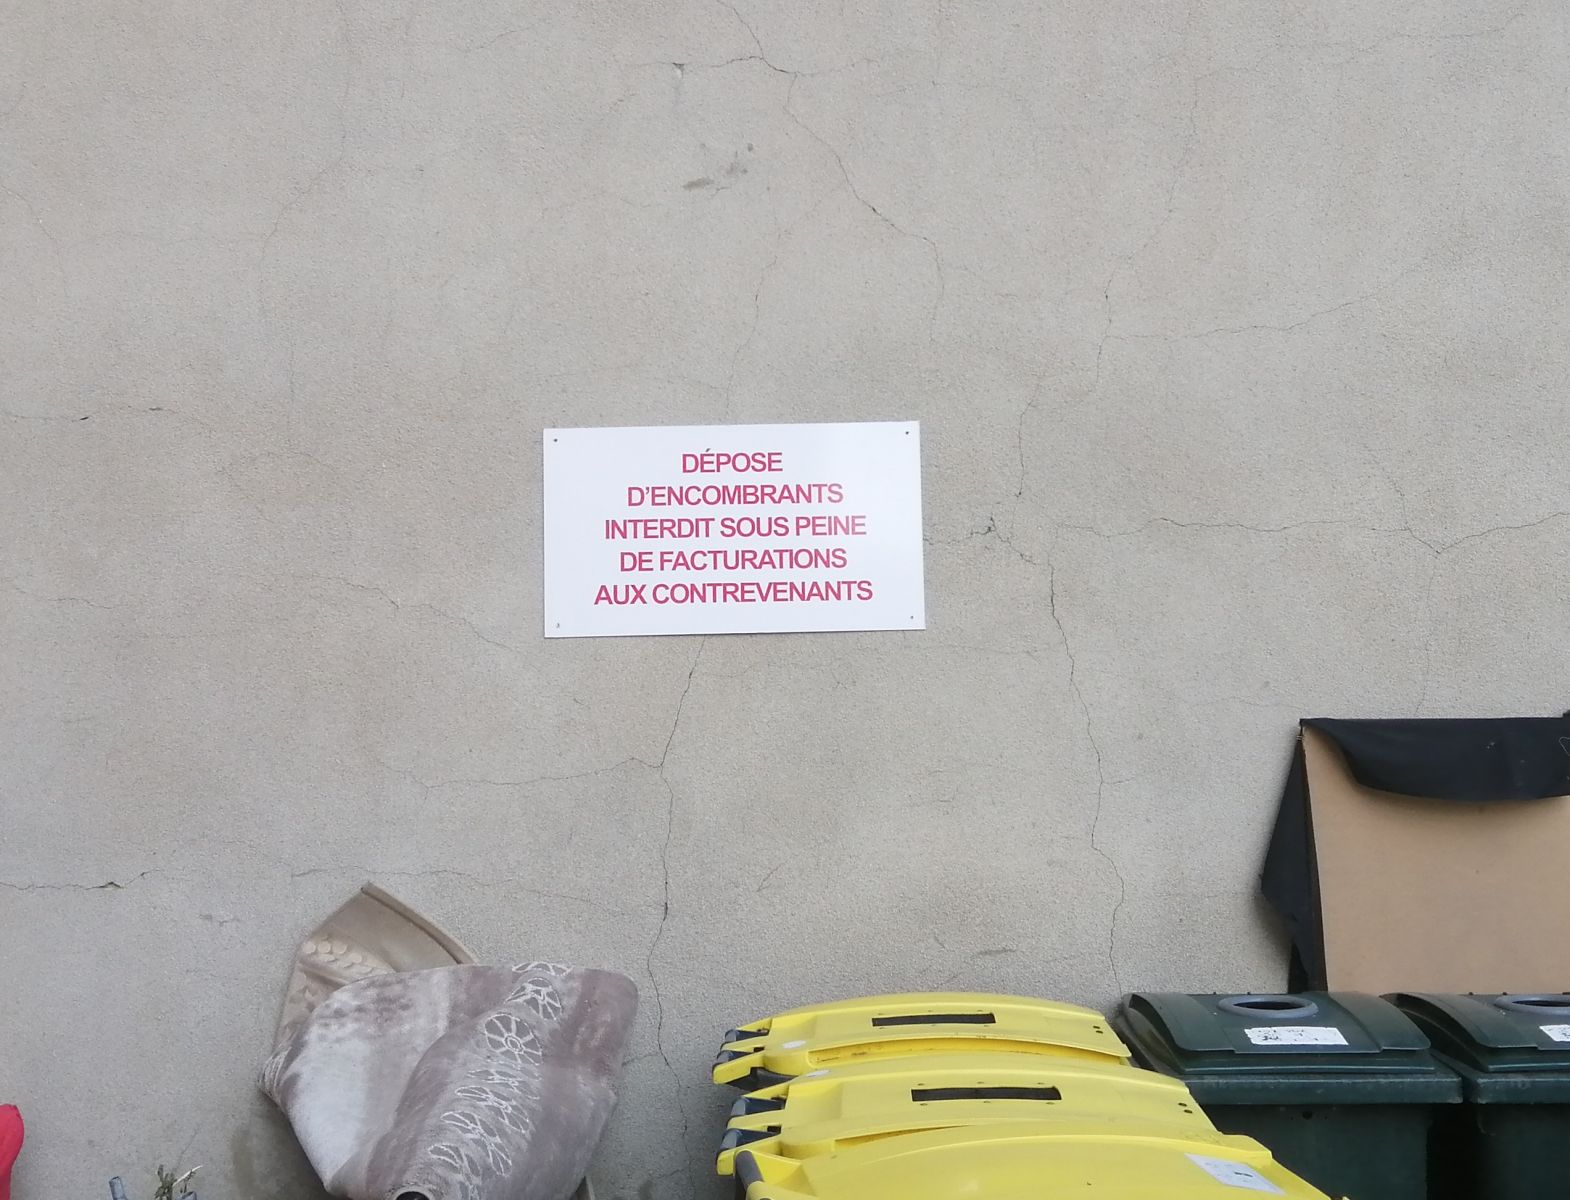 DÉPOSE
D'ENCOMBRANTS
INTERDIT SOUS PEINE
DE FACTURATIONS
AUX CONTREVENANTS